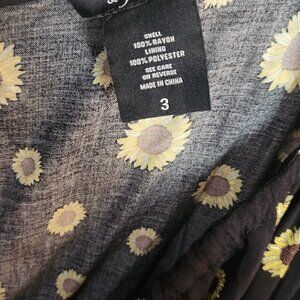 SHELL
100% RAYON
LINING
100% POLYESTER
SEE CARE
ON REVERSE
MADE IN CHINA
3